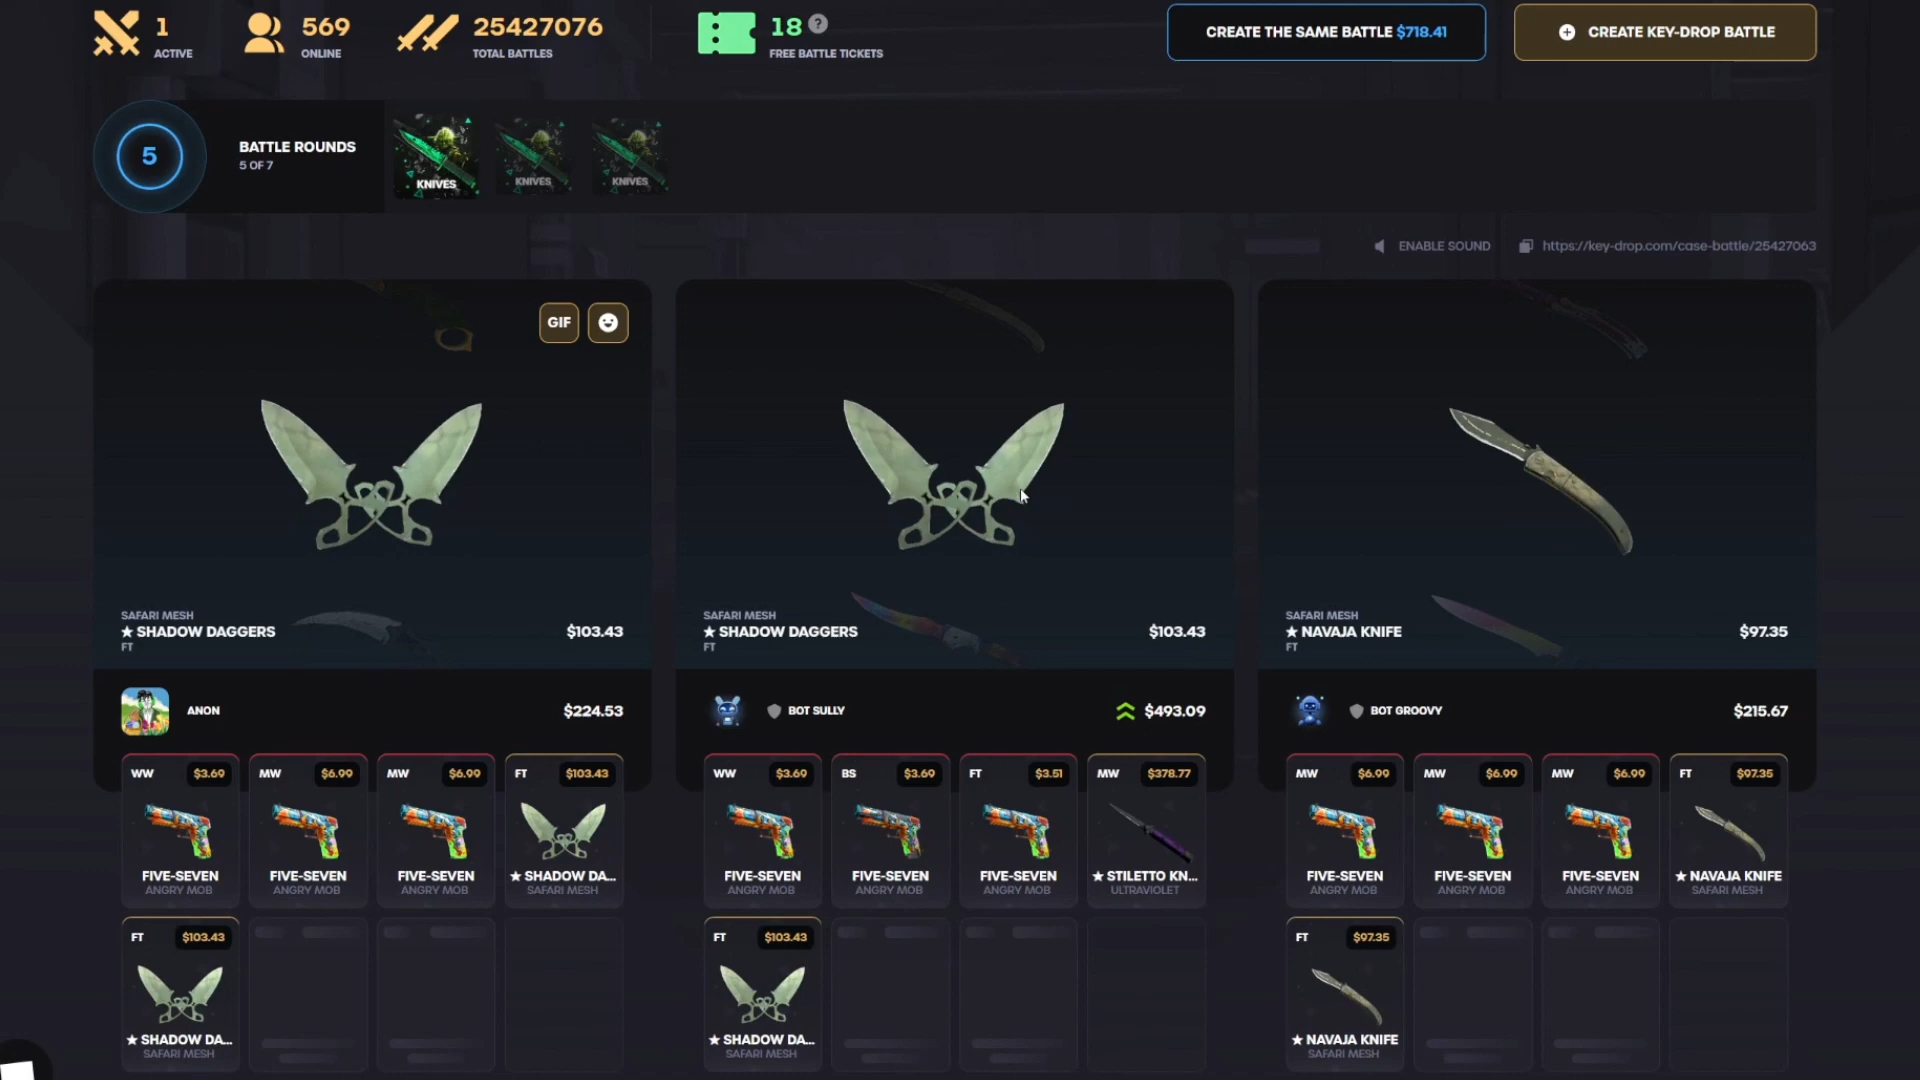 1
ACTIVE
569
ONLINE
25427076
TOTAL BATTLES
18 ?
FREE BATTLE TICKETS
CREATE THE SAME BATTLE $718.41
CREATE KEY-DROP BATTLE
5
BATTLE ROUNDS
5 OF 7
KNIVES
KNIVES
KNIVES
ENABLE SOUND
https://key-drop.com/case-battle/25427063
GIF
SAFARI MESH
★ SHADOW DAGGERS
FT
$103.43
SAFARI MESH
★ SHADOW DAGGERS
FT
$103.43
SAFARI MESH
★ NAVAJA KNIFE
FT
$97.35
ANON
$224.53
BOT SULLY
$493.09
BOT GROOVY
$215.67
WW $3.69
FIVE-SEVEN
ANGRY MOB
MW $6.99
FIVE-SEVEN
ANGRY MOB
MW $6.99
FIVE-SEVEN
ANGRY MOB
FT $103.43
★ SHADOW DA...
SAFARI MESH
WW $3.69
FIVE-SEVEN
ANGRY MOB
BS $3.69
FIVE-SEVEN
ANGRY MOB
FT $3.51
FIVE-SEVEN
ANGRY MOB
MW $378.77
★ STILETTO KN...
ULTRAVIOLET
MW $6.99
FIVE-SEVEN
ANGRY MOB
MW $6.99
FIVE-SEVEN
ANGRY MOB
MW $6.99
FIVE-SEVEN
ANGRY MOB
FT $97.35
★ NAVAJA KNIFE
SAFARI MESH
FT $103.43
★ SHADOW DA...
SAFARI MESH
FT $103.43
★ SHADOW DA...
SAFARI MESH
FT $97.35
★ NAVAJA KNIFE
SAFARI MESH